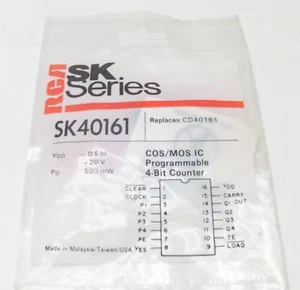 RCA SK Series
SK40161
Replaces: CD40161
VDD — 0.5 to
+20V
PD 500 mW
COS/MOS IC
Programmable
4-Bit Counter
CLEAR 1 16 VDD
CLOCK 2 15 CARRY OUT
P1 3 14 Q1
P2 4 13 Q2
P3 5 12 Q3
P4 6 11 Q4
PE 7 10 TE
VSS 8 9 LOAD
Made in Malaysia/Taiwan/USA